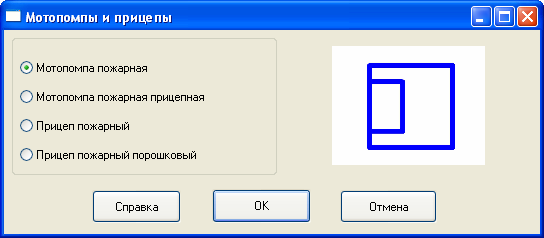 Мотопомпы и прицепы
Мотопомпа пожарная
Мотопомпа пожарная прицепная
Прицеп пожарный
Прицеп пожарный порошковый
Справка
OK
Отмена